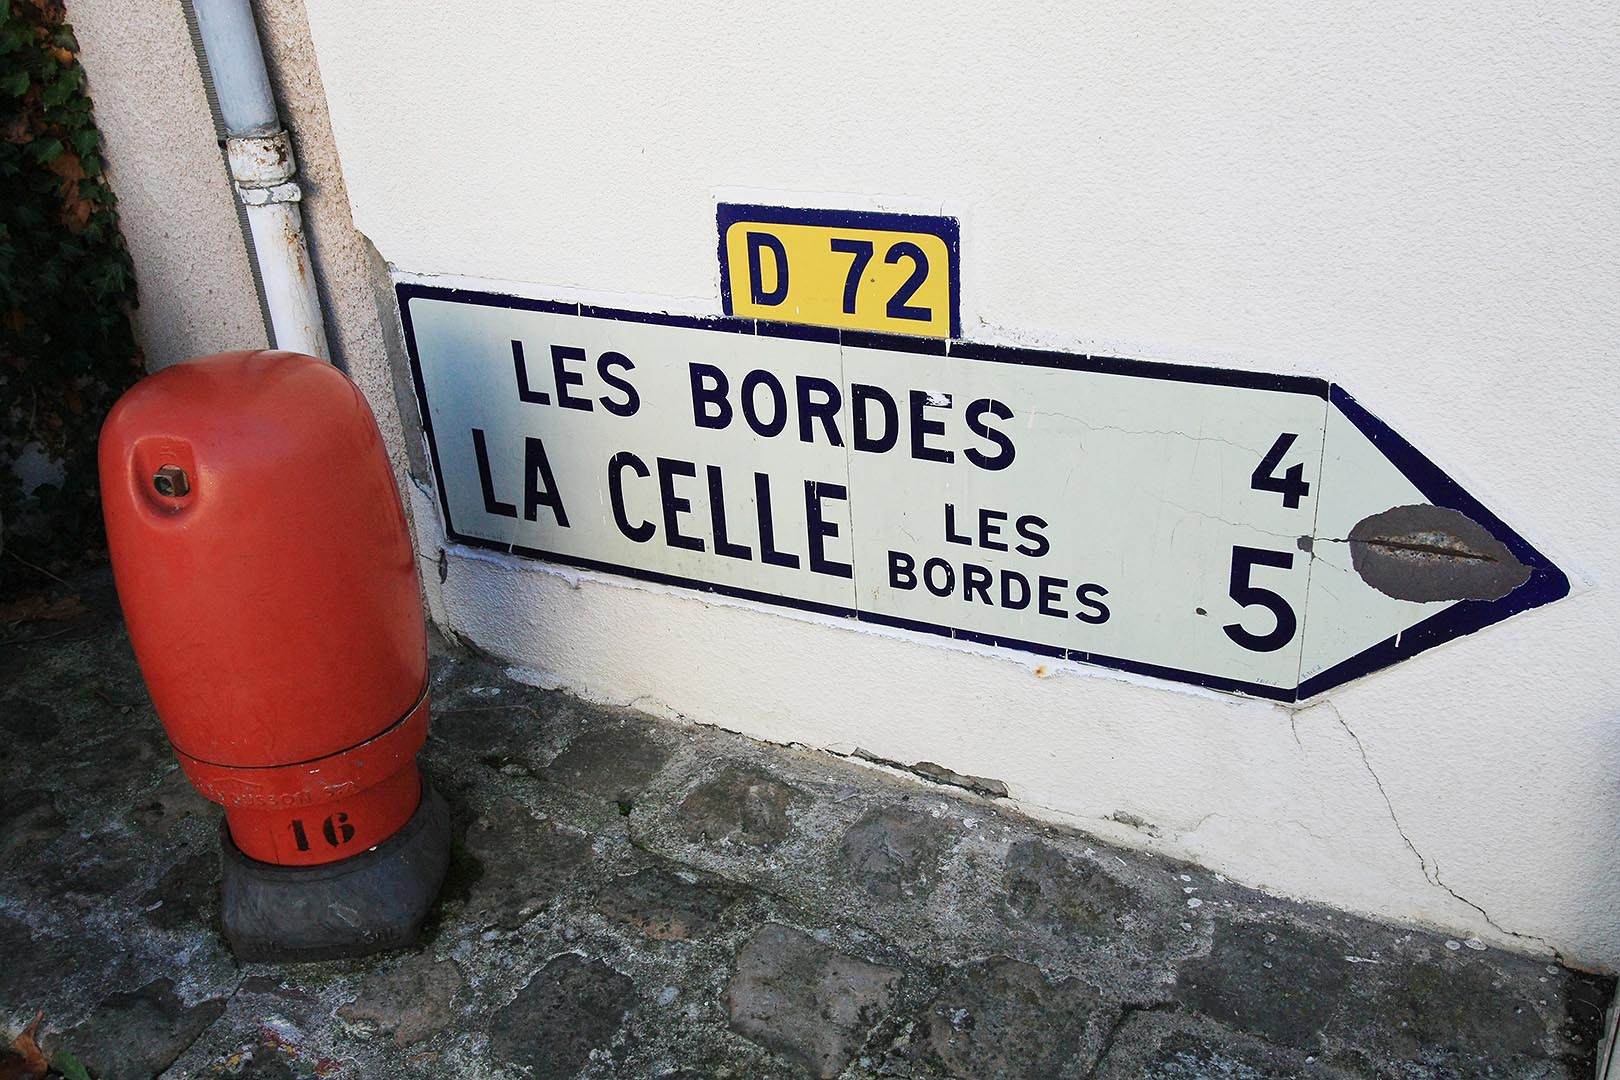 D 72
LES BORDES 4
LA CELLE LES BORDES 5
16